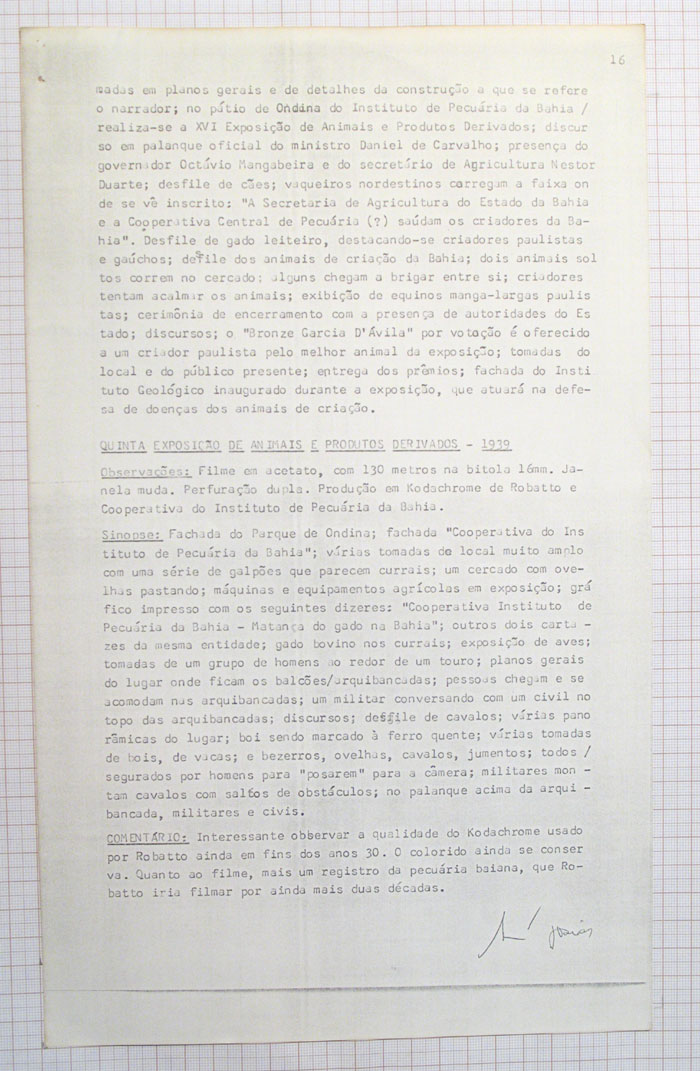 16
madas em planos gerais e de detalhes da construção a que se refere
o narrador; no pátio de Ondina do Instituto de Pecuária da Bahia /
realiza-se a XVI Exposição de Animais e Produtos Derivados; discur
so em palanque oficial do ministro Daniel de Carvalho; presença do
governador Octávio Mangabeira e do secretário de Agricultura Nestor
Duarte; desfile de cães; vaqueiros nordestinos carregam a faixa on
de se vê inscrito: "A Secretaria de Agricultura do Estado da Bahia
e a Cooperativa Central de Pecuária (?) saúdam os criadores da Ba-
hia". Desfile de gado leiteiro, destacando-se criadores paulistas
e gaúchos; desfile dos animais de criação da Bahia; dois animais sol
tos correm no cercado: alguns chegam a brigar entre si; criadores
tentam acalmar os animais; exibição de equinos manga-largas paulis
tas; cerimônia de encerramento com a presença de autoridades do Es
tado; discursos; o "Bronze Garcia D'Ávila" por votação é oferecido
a um criador paulista pelo melhor animal da exposição; tomadas do
local e do público presente; entrega dos prêmios; fachada do Insti
tuto Geológico inaugurado durante a exposição, que atuará na defe-
sa de doenças dos animais de criação.
QUINTA EXPOSIÇÃO DE ANIMAIS E PRODUTOS DERIVADOS - 1939
Observações: Filme em acetato, com 130 metros na bitola 16mm. Ja-
nela muda. Perfuração dupla. Produção em Kodachrome de Robatto e
Cooperativa do Instituto de Pecuária da Bahia.
Sinopse: Fachada do Parque de Ondina; fachada "Cooperativa do Ins
tituto de Pecuária da Bahia"; várias tomadas do local muito amplo
com uma série de galpões que parecem currais; um cercado com ove-
lhas pastando; máquinas e equipamentos agrícolas em exposição; grá
fico impresso com os seguintes dizeres: "Cooperativa Instituto de
Pecuária da Bahia - Matança do gado na Bahia"; outros dois carta -
zes da mesma entidade; gado bovino nos currais; exposição de aves;
tomadas de um grupo de homens ao redor de um touro; planos gerais
do lugar onde ficam os balcões/arquibancadas; pessoas chegam e se
acomodam nas arquibancadas; um militar conversando com um civil no
topo das arquibancadas; discursos; desfile de cavalos; várias pano
râmicas do lugar; boi sendo marcado à ferro quente; várias tomadas
de bois, de vacas; e bezerros, ovelhas, cavalos, jumentos; todos /
segurados por homens para "posarem" para a câmera; militares mon -
tam cavalos com saltos de obstáculos; no palanque acima da arqui -
bancada, militares e civis.
COMENTÁRIO: Interessante observar a qualidade do Kodachrome usado
por Robatto ainda em fins dos anos 30. O colorido ainda se conser
va. Quanto ao filme, mais um registro da pecuária baiana, que Ro-
batto iria filmar por ainda mais duas décadas.